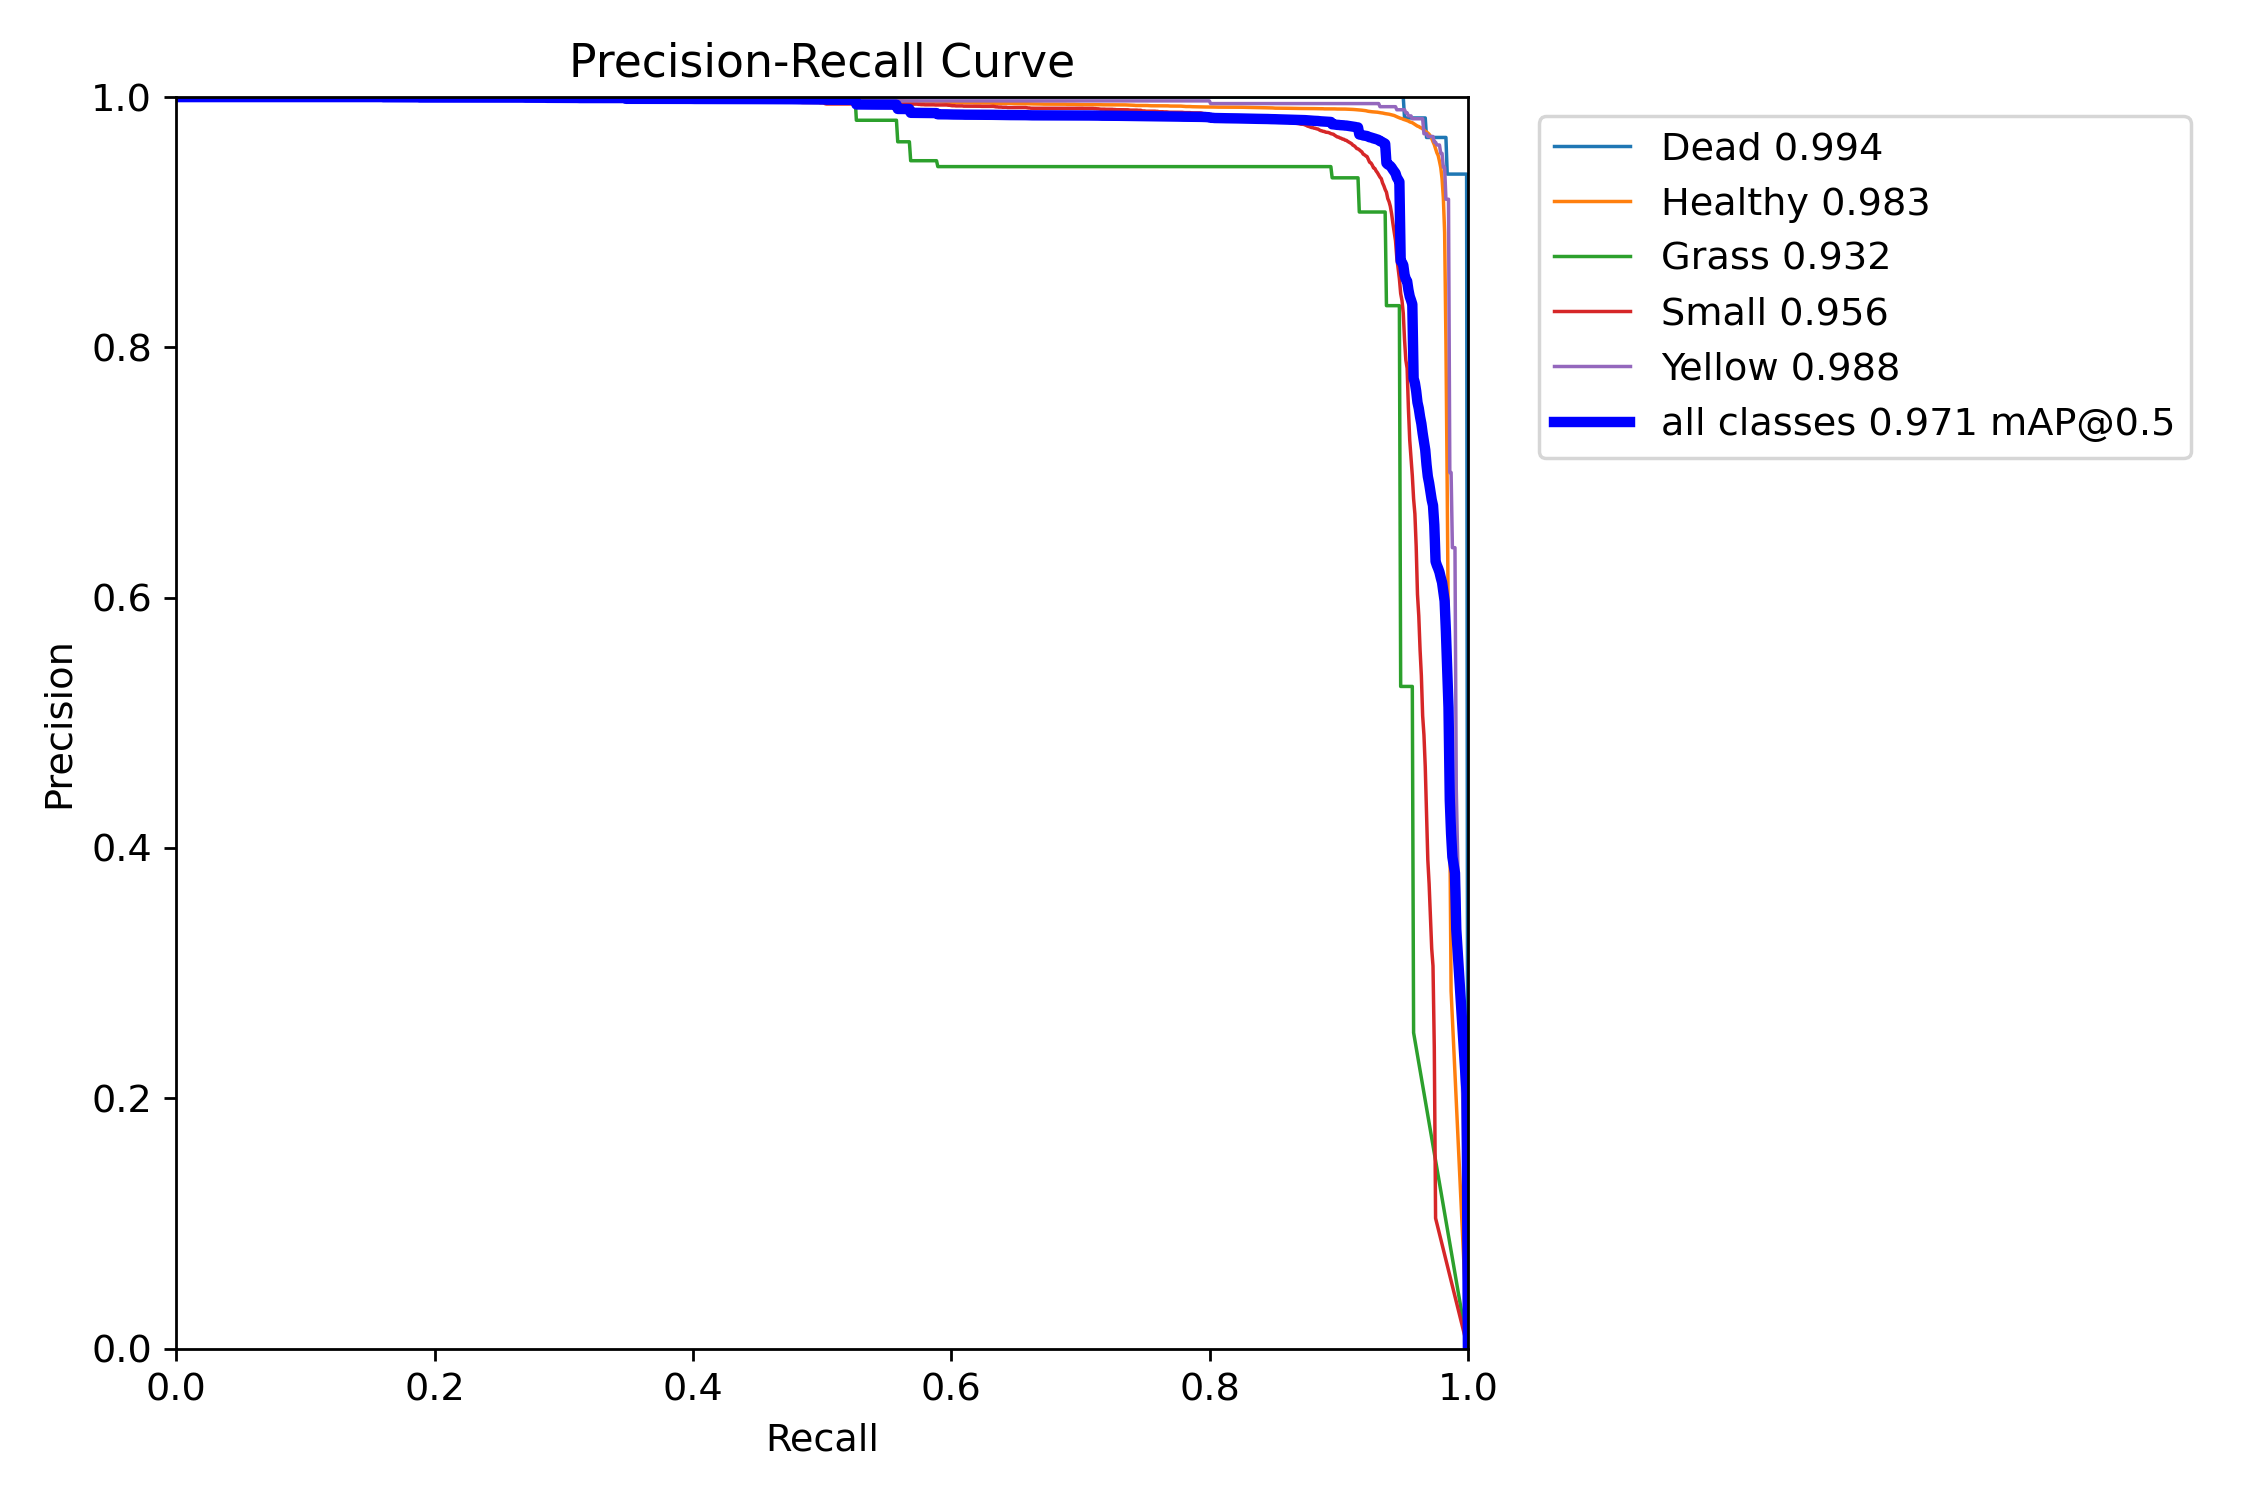 Precision-Recall Curve
1.0
0.8
0.6
0.4
0.2
0.0
Precision
0.0 0.2 0.4 0.6 0.8 1.0
Recall
Dead 0.994
Healthy 0.983
Grass 0.932
Small 0.956
Yellow 0.988
all classes 0.971 mAP@0.5